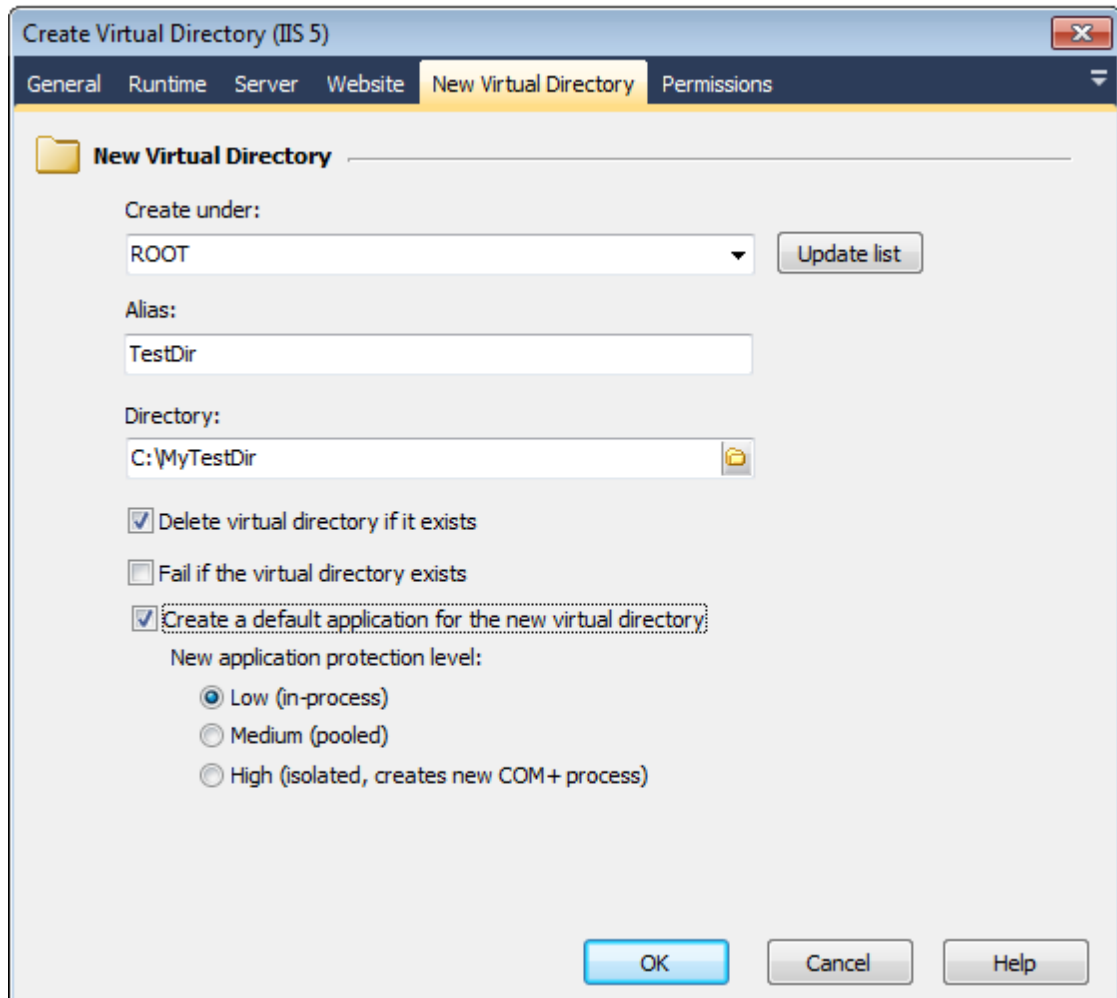 Create Virtual Directory (IIS 5)
General Runtime Server Website New Virtual Directory Permissions
New Virtual Directory
Create under:
ROOT Update list
Alias:
TestDir
Directory:
C:\MyTestDir
Delete virtual directory if it exists
Fail if the virtual directory exists
Create a default application for the new virtual directory
New application protection level:
Low (in-process)
Medium (pooled)
High (isolated, creates new COM+ process)
OK Cancel Help